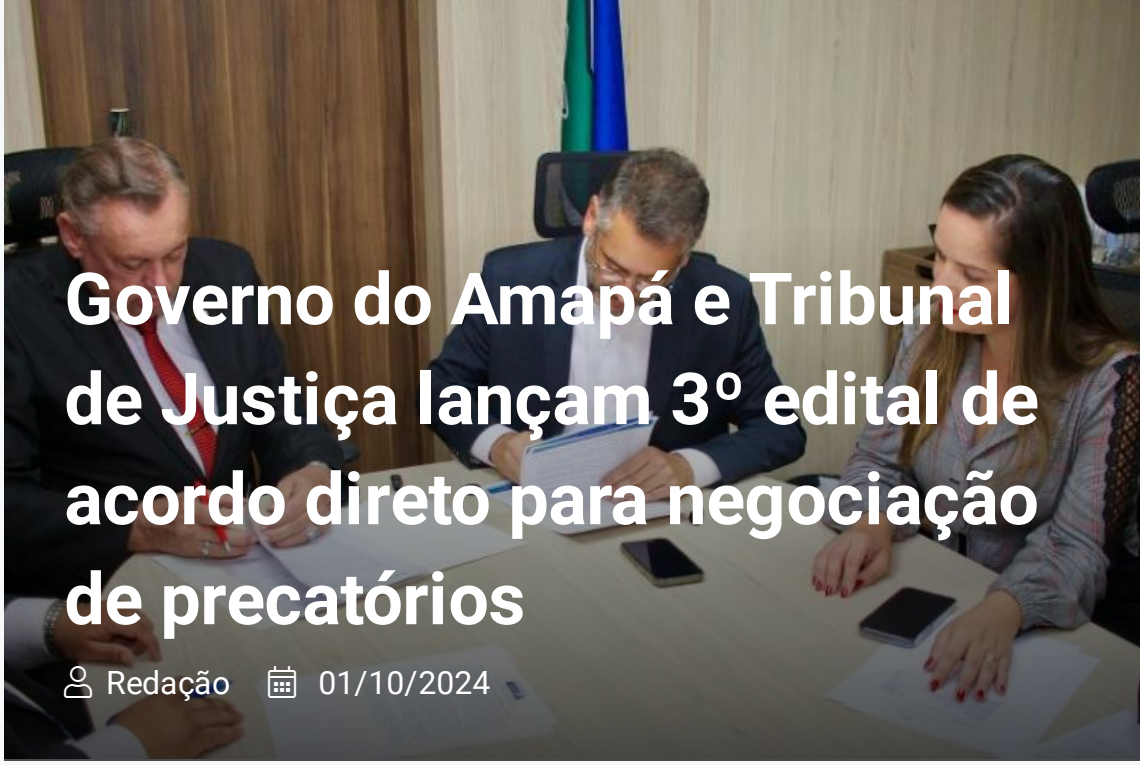 Governo do Amapá e Tribunal
de Justiça lançam 3º edital de
acordo direto para negociação
de precatórios
Redação 01/10/2024